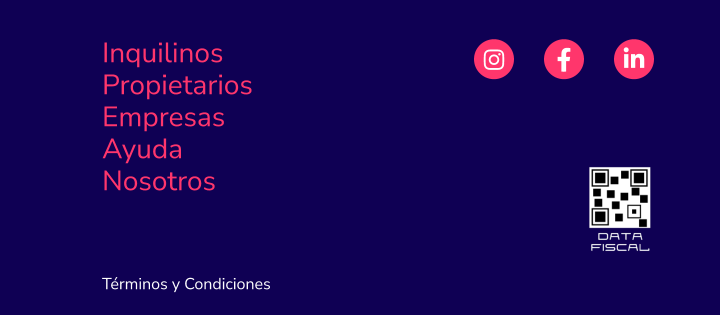 Inquilinos
Propietarios
Empresas
Ayuda
Nosotros
DATA
FISCAL
Términos y Condiciones